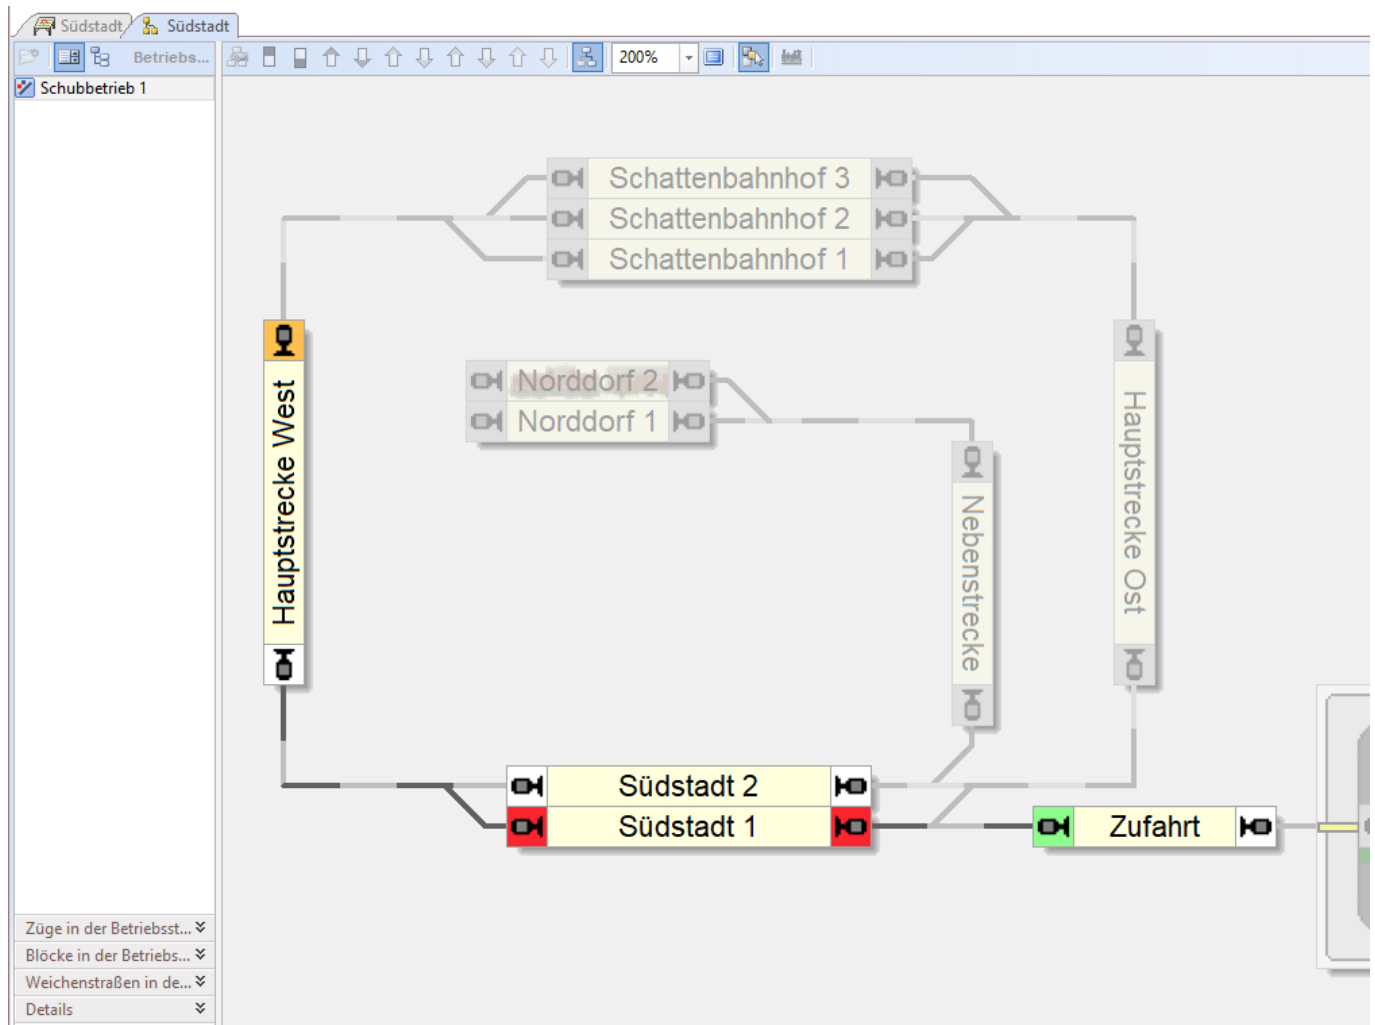 Südstadt
Südstadt
Betriebs...
200%
Schubbetrieb 1
Schattenbahnhof 3
Schattenbahnhof 2
Schattenbahnhof 1
Hauptstrecke West
Norddorf 2
Norddorf 1
Nebenstrecke
Hauptstrecke Ost
Südstadt 2
Südstadt 1
Zufahrt
Züge in der Betriebsst...
Blöcke in der Betriebs...
Weichenstraßen in de...
Details